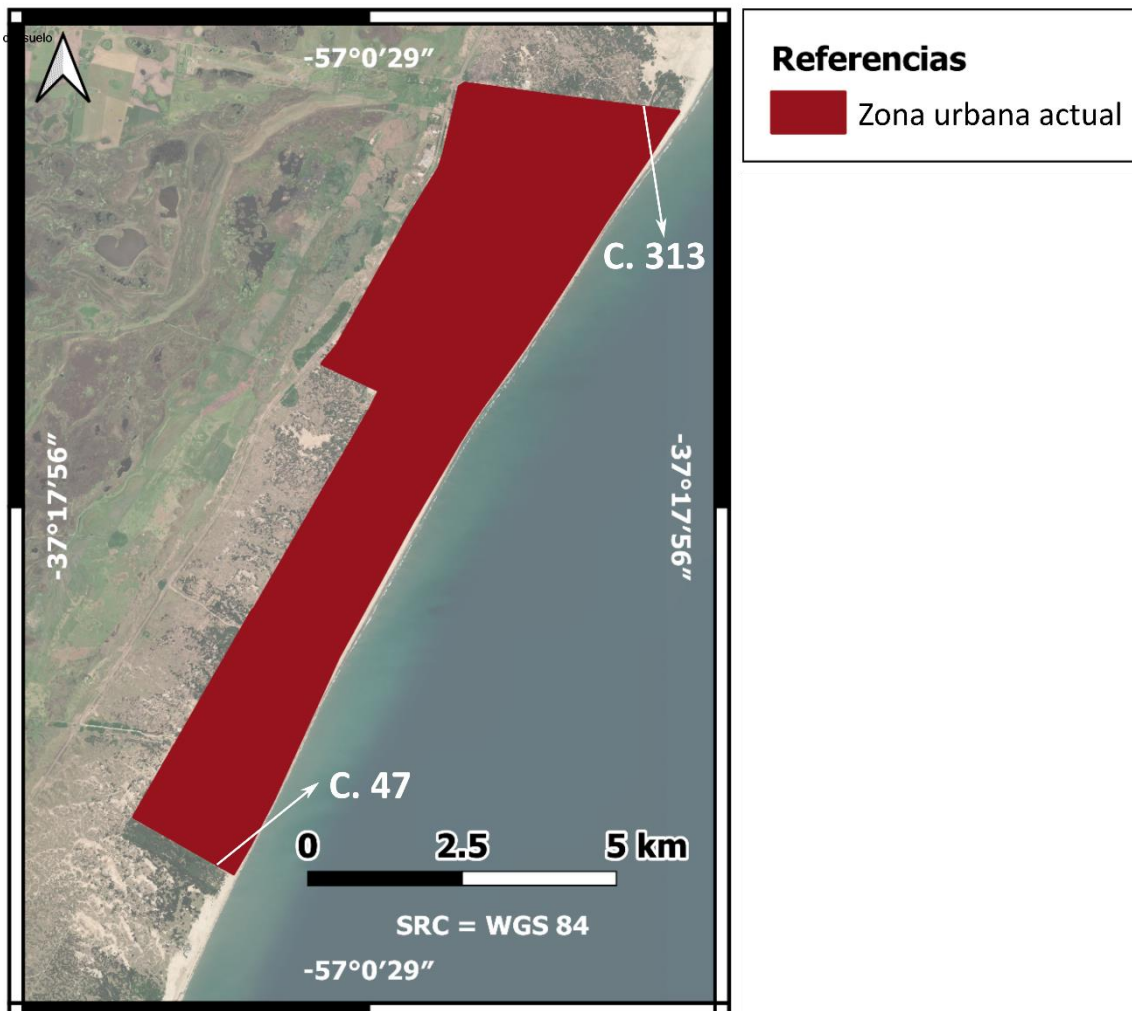 suelo
-57°0′29″
Referencias
Zona urbana actual
C. 313
-37°17′56″
-37°17′56″
C. 47
0 2.5 5 km
SRC = WGS 84
-57°0′29″